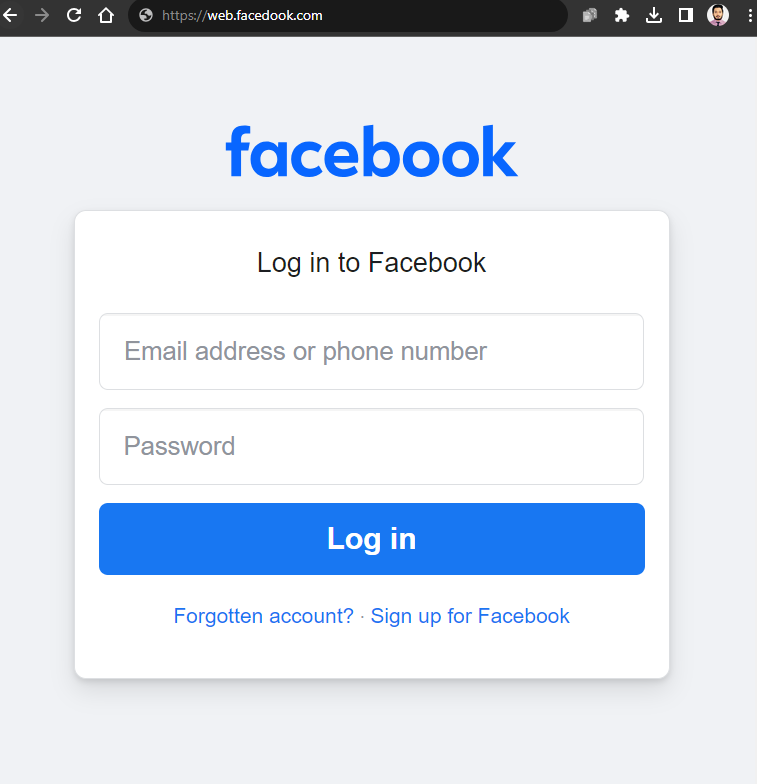 https://web.facedook.com
facebook
Log in to Facebook
Email address or phone number
Password
Log in
Forgotten account? · Sign up for Facebook